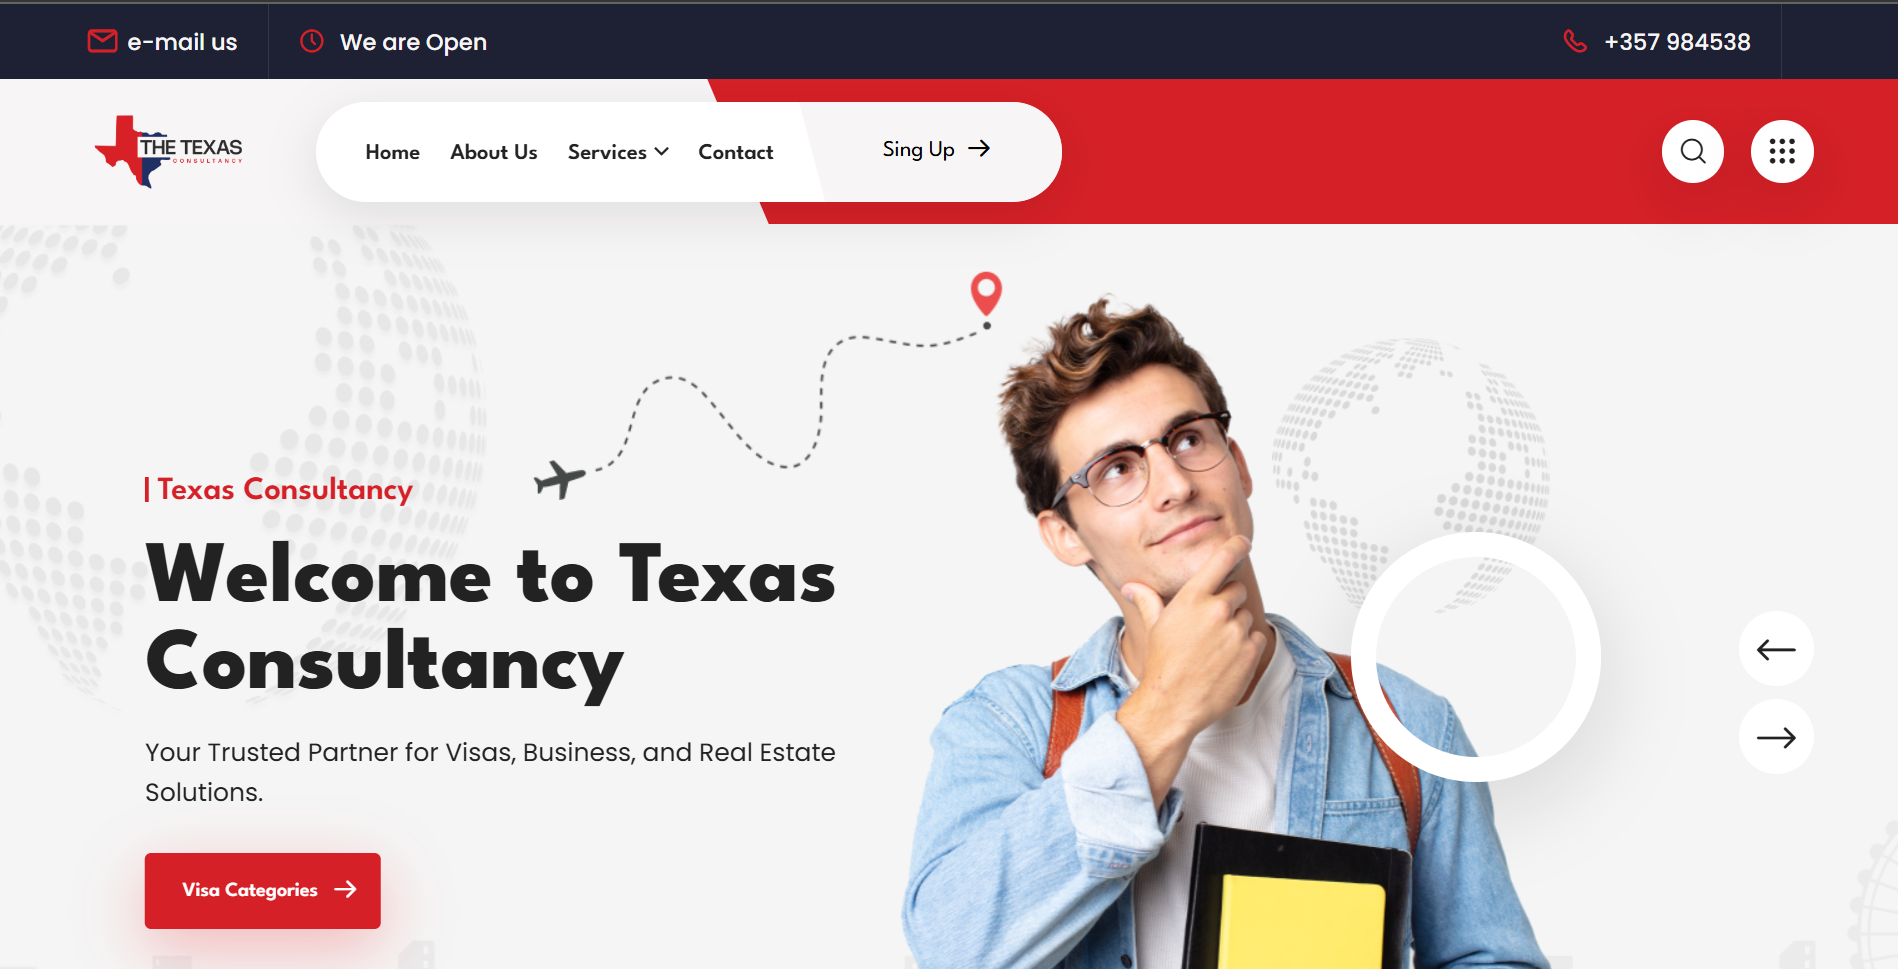 e-mail us
We are Open
+357 984538
THE TEXAS
CONSULTANCY
Home
About Us
Services
Contact
Sing Up
| Texas Consultancy
Welcome to Texas
Consultancy
Your Trusted Partner for Visas, Business, and Real Estate
Solutions.
Visa Categories